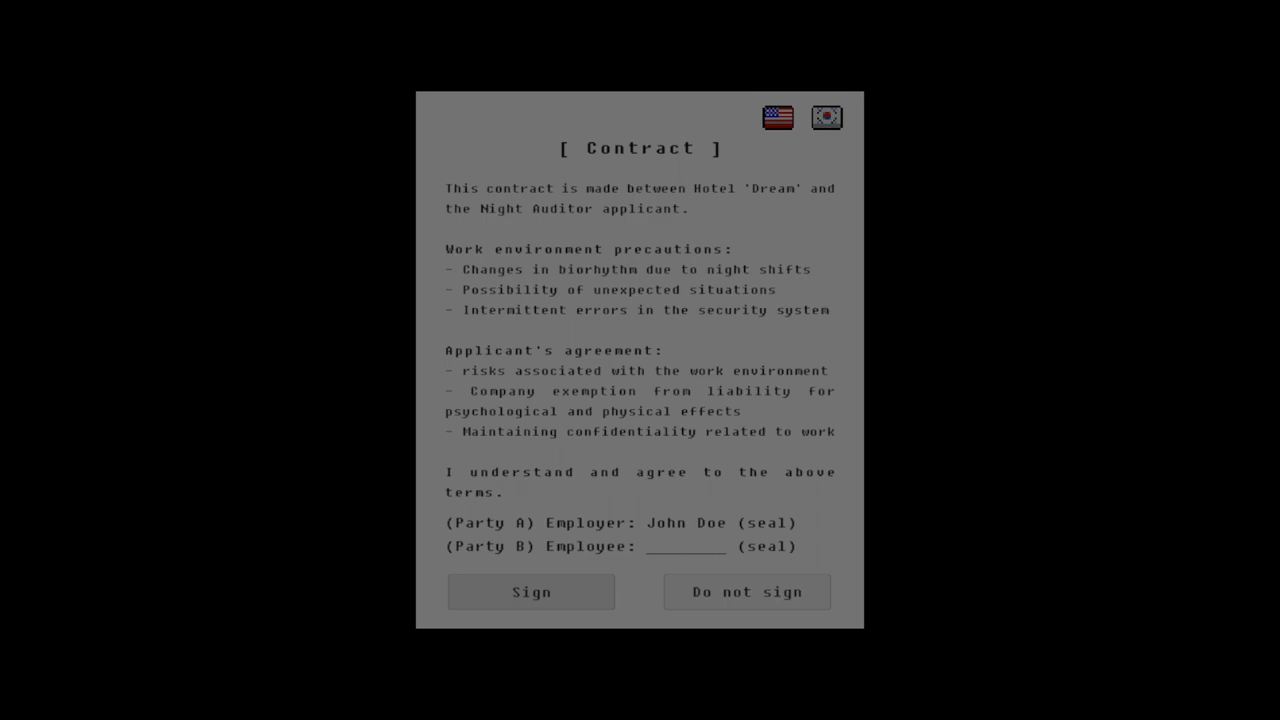 [ Contract ]
This contract is made between Hotel 'Dream' and
the Night Auditor applicant.
Work environment precautions:
- Changes in biorhythm due to night shifts
- Possibility of unexpected situations
- Intermittent errors in the security system
Applicant's agreement:
- risks associated with the work environment
- Company exemption from liability for
psychological and physical effects
- Maintaining confidentiality related to work
I understand and agree to the above
terms.
(Party A) Employer: John Doe (seal)
(Party B) Employee: ________ (seal)
Sign
Do not sign